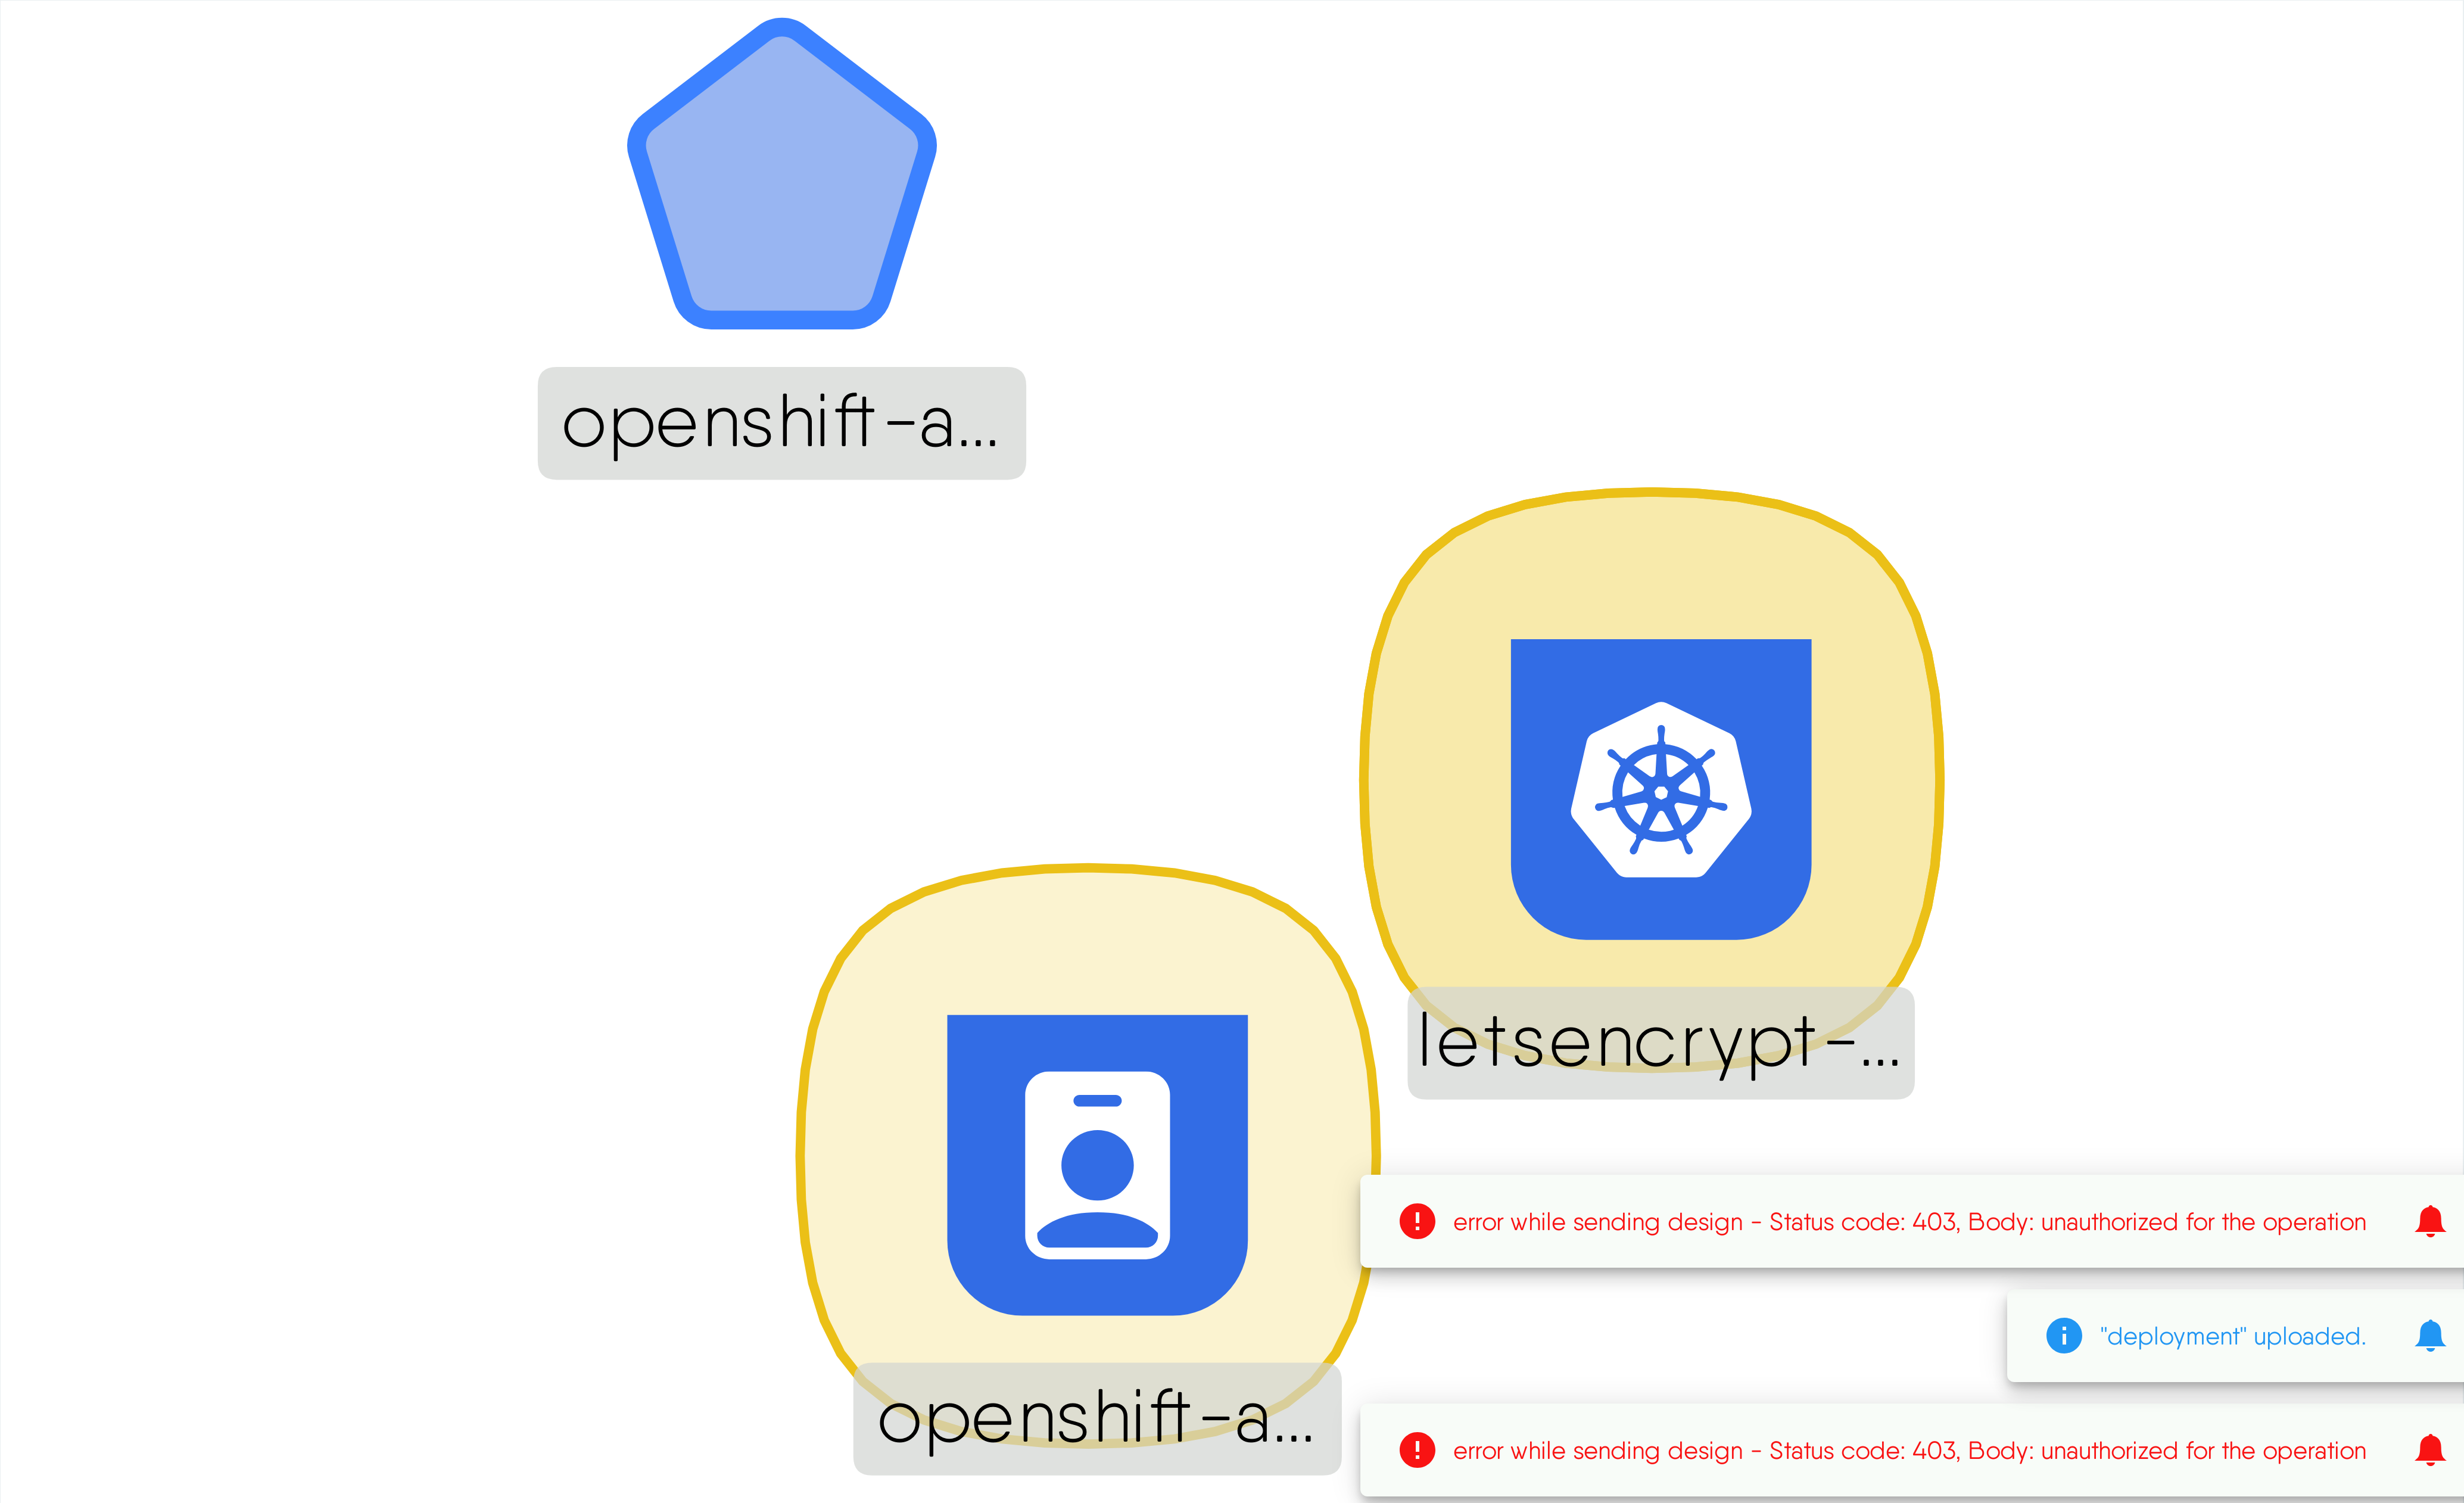 openshift-a...
letsencrypt-...
openshift-a...
error while sending design - Status code: 403, Body: unauthorized for the operation
"deployment" uploaded.
error while sending design - Status code: 403, Body: unauthorized for the operation